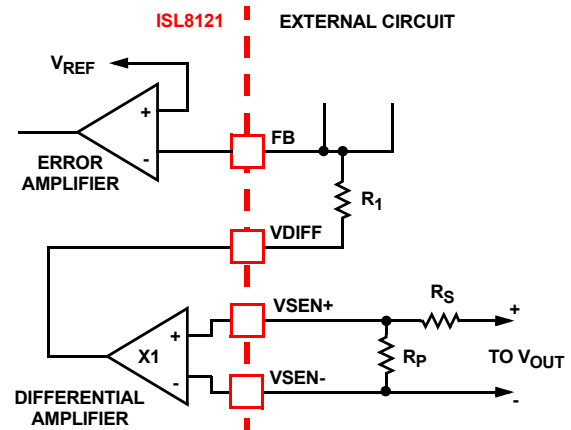 ISL8121
EXTERNAL CIRCUIT
VREF
+
-
FB
ERROR
AMPLIFIER
R1
VDIFF
VSEN+
RS
+
+
X1
RP
TO VOUT
-
VSEN-
-
DIFFERENTIAL
AMPLIFIER